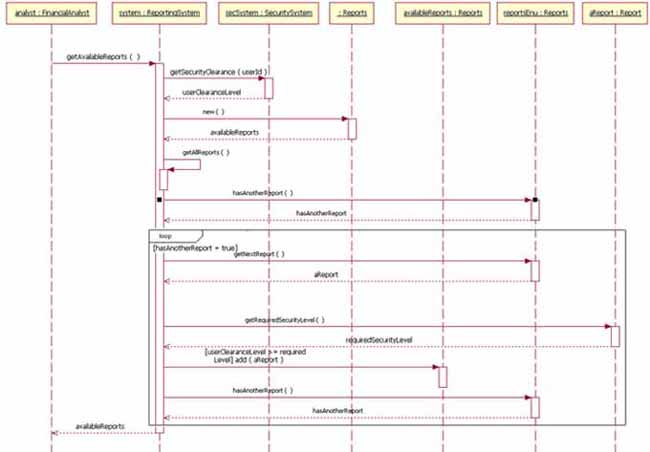 analyst : FinancialAnalyst
system : ReportingSystem
secSystem : SecuritySystem
: Reports
availableReports : Reports
reportsEnu : Reports
aReport : Report
getAvailableReports ( )
getSecurityClearance ( userId )
userClearanceLevel
new ( )
availableReports
getAllReports ( )
hasAnotherReport ( )
hasAnotherReport
loop
[hasAnotherReport = true]
getNextReport ( )
aReport
getRequiredSecurityLevel ( )
requiredSecurityLevel
[userClearanceLevel >= required
Level] add ( aReport )
hasAnotherReport ( )
hasAnotherReport
availableReports